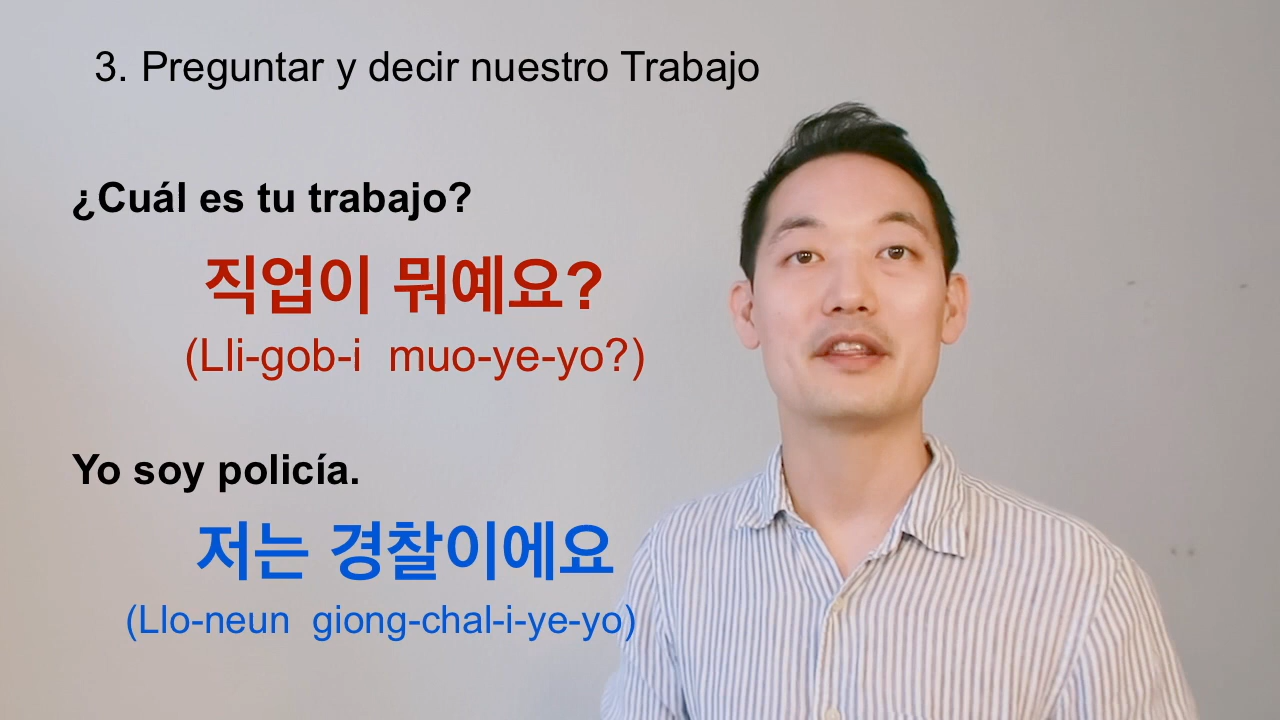 3. Preguntar y decir nuestro Trabajo
¿Cuál es tu trabajo?
직업이 뭐예요?
(Lli-gob-i muo-ye-yo?)
Yo soy policía.
저는 경찰이에요
(Llo-neun giong-chal-i-ye-yo)